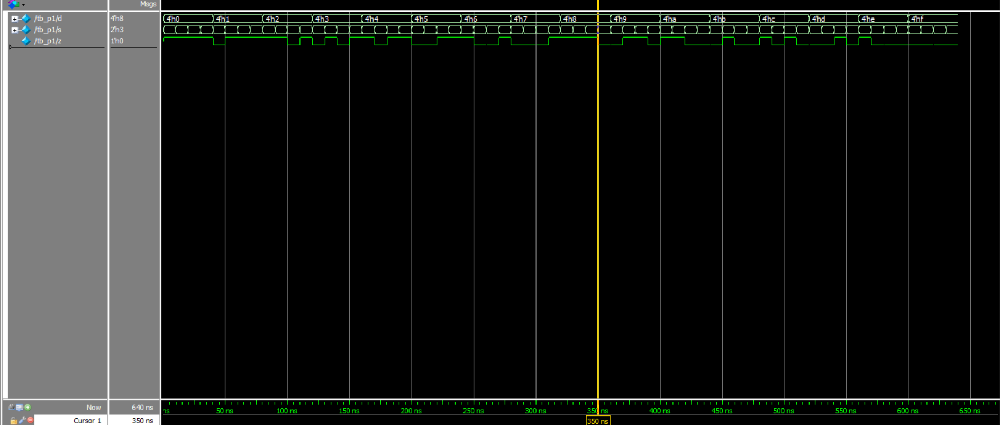 Msgs
/tb_p1/d 4'h8 4'h0 4'h1 4'h2 4'h3 4'h4 4'h5 4'h6 4'h7 4'h8 4'h9 4'ha 4'hb 4'hc 4'hd 4'he 4'hf
/tb_p1/s 2'h3
/tb_p1/z 1'h0
Now 640 ns ns 50 ns 100 ns 150 ns 200 ns 250 ns 300 ns 350 ns 400 ns 450 ns 500 ns 550 ns 600 ns 650 ns
Cursor 1 350 ns 350 ns